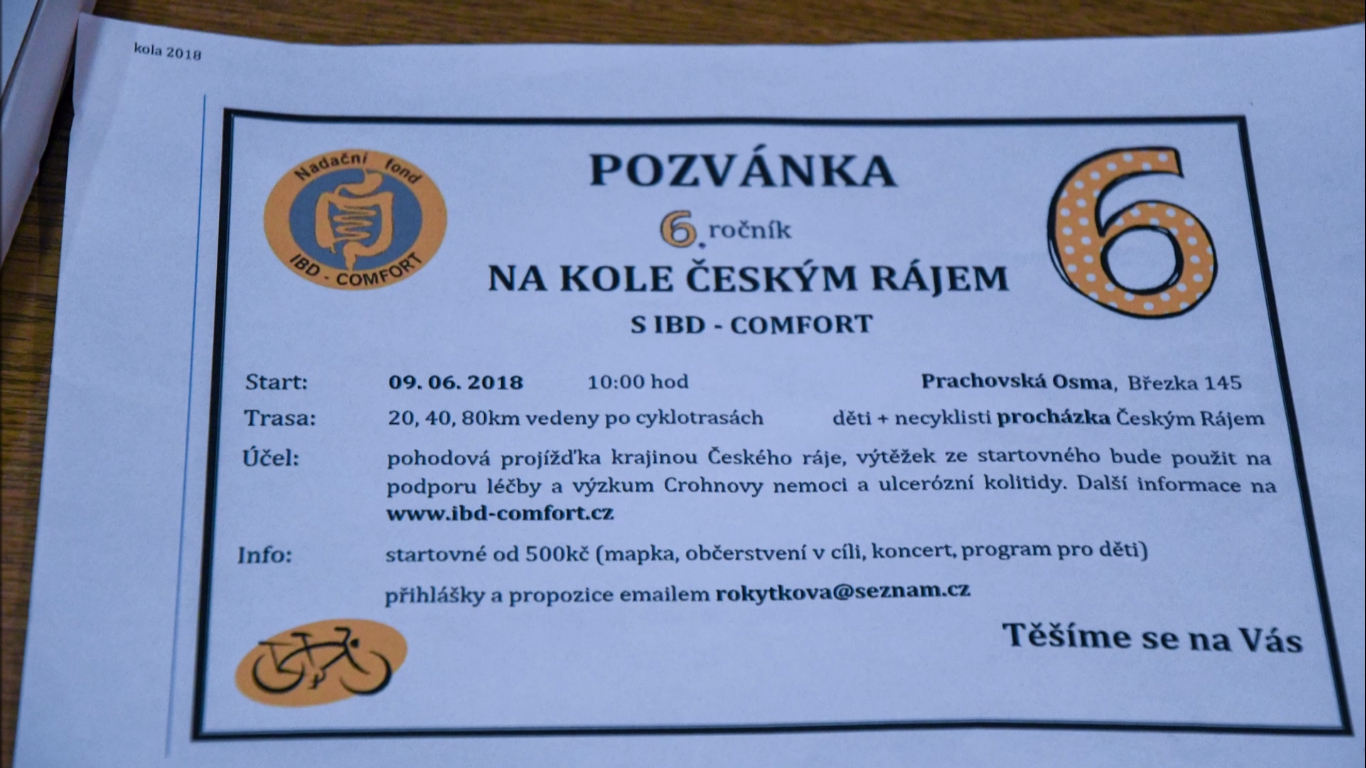 kola 2018
Nadační fond
IBD - COMFORT
POZVÁNKA
6. ročník
NA KOLE ČESKÝM RÁJEM
S IBD - COMFORT
6
Start: 09. 06. 2018 10:00 hod Prachovská Osma, Březka 145
Trasa: 20, 40, 80km vedeny po cyklotrasách děti + necyklisti procházka Českým Rájem
Účel: pohodová projížďka krajinou Českého ráje, výtěžek ze startovného bude použit na
podporu léčby a výzkum Crohnovy nemoci a ulcerózní kolitidy. Další informace na
www.ibd-comfort.cz
Info: startovné od 500kč (mapka, občerstvení v cíli, koncert, program pro děti)
přihlášky a propozice emailem rokytkova@seznam.cz
Těšíme se na Vás